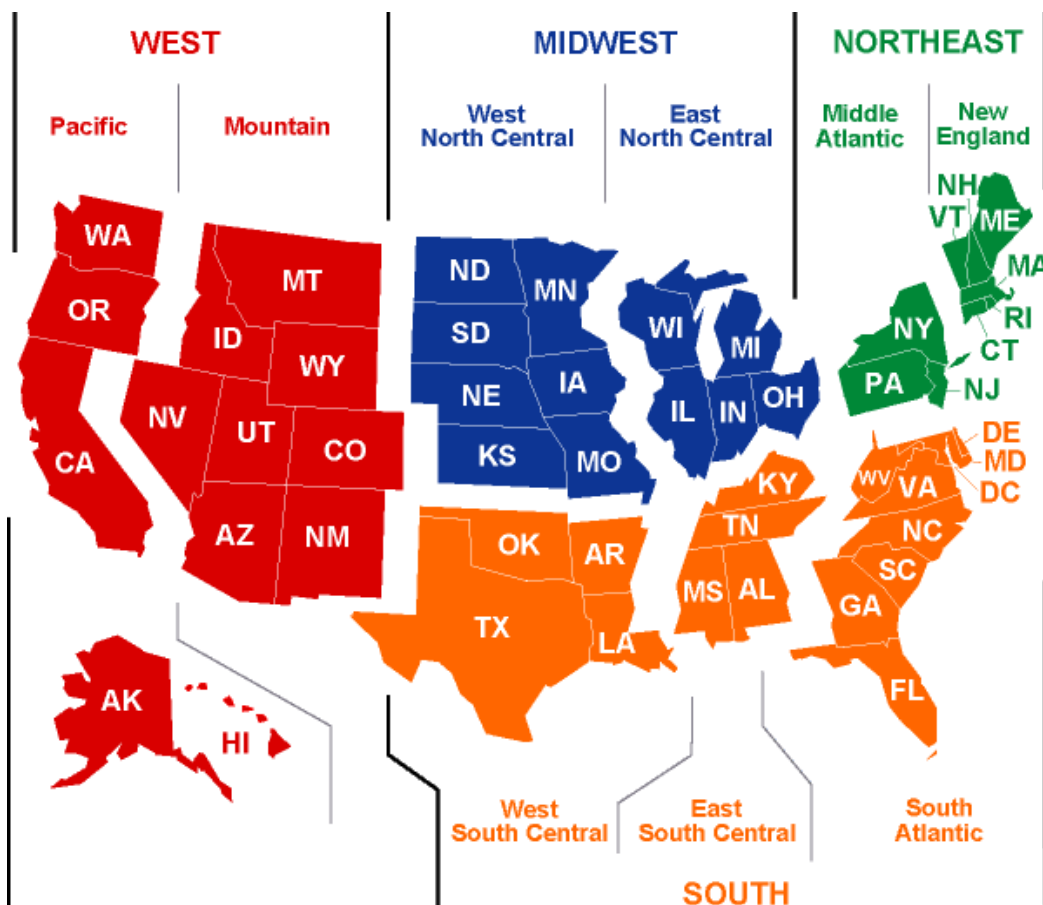 WEST
MIDWEST
NORTHEAST
Pacific
Mountain
West
North Central
East
North Central
Middle
Atlantic
New
England
WA
OR
CA
MT
ID
WY
NV
UT
CO
AZ
NM
AK
HI
ND
SD
NE
KS
MN
IA
MO
WI
MI
IL
IN
OH
NH
VT
ME
MA
RI
CT
NY
PA
NJ
DE
MD
DC
WV
VA
NC
SC
GA
FL
KY
TN
MS
AL
OK
AR
TX
LA
West
South Central
East
South Central
South
Atlantic
SOUTH